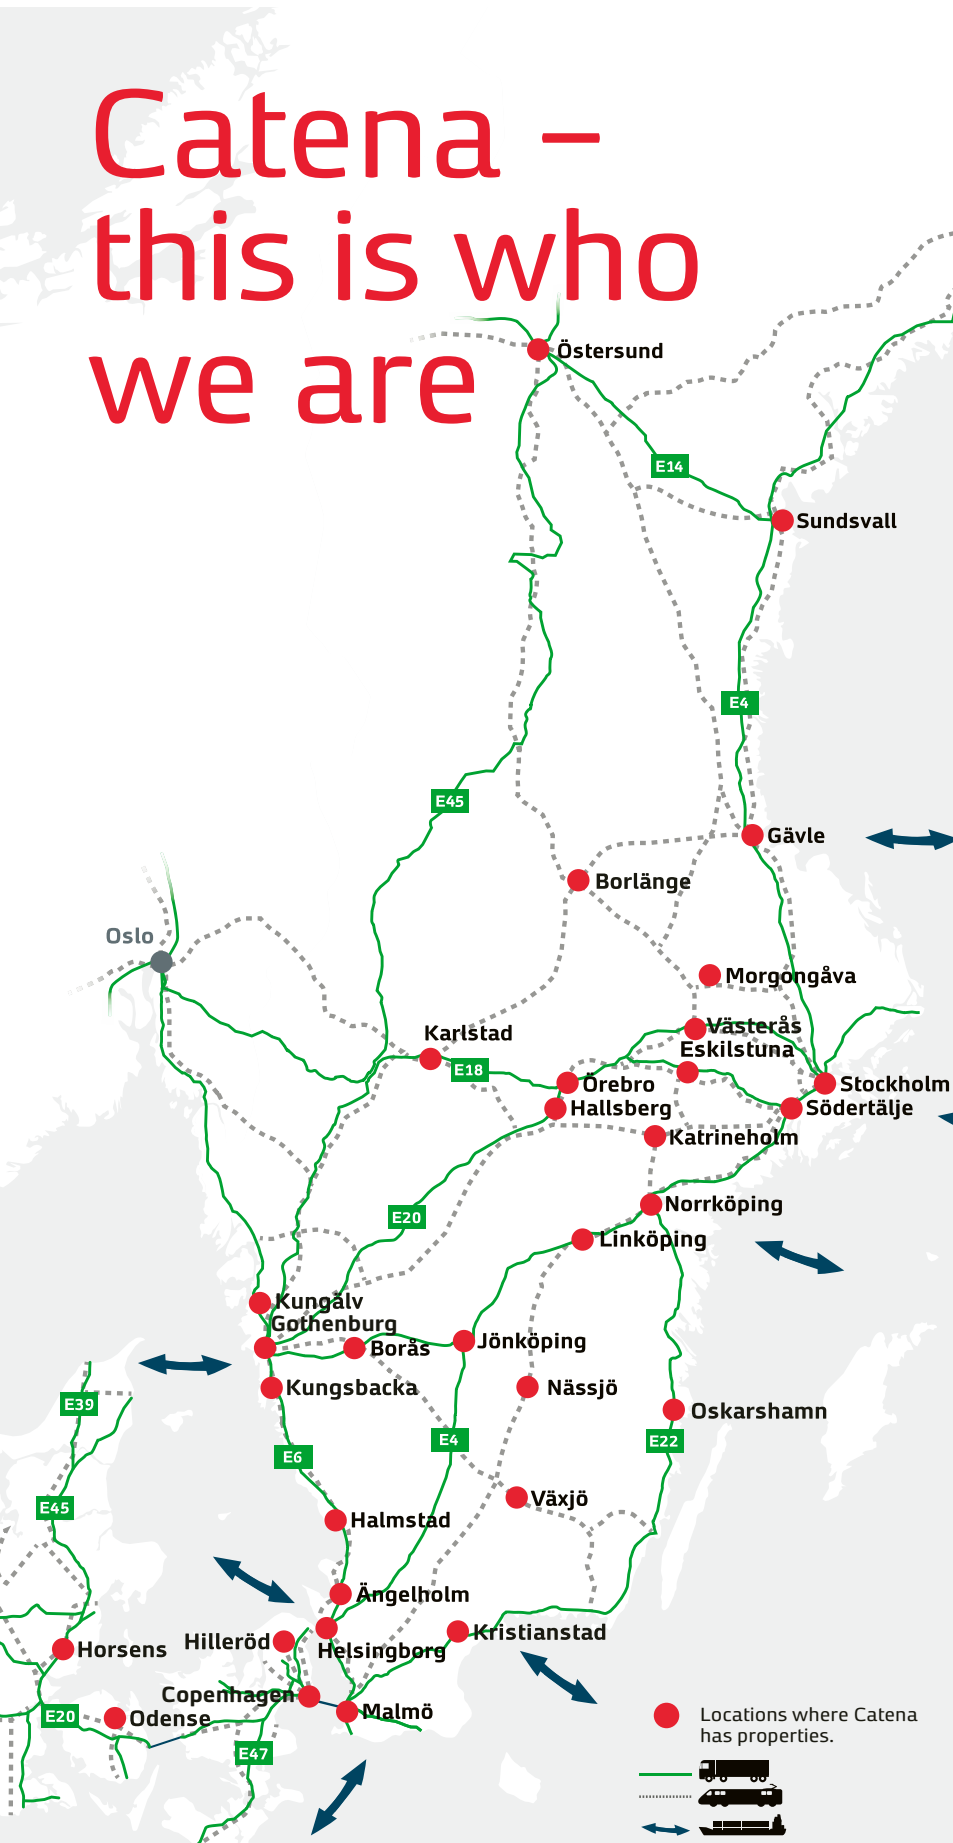 Catena –
this is who
we are
Östersund
E14
Sundsvall
E4
E45
Gävle
Borlänge
Oslo
Morgongåva
Västerås
Karlstad
Eskilstuna
E18
Örebro
Stockholm
Hallsberg
Södertälje
Katrineholm
Norrköping
E20
Linköping
Kungälv
Gothenburg
Borås
Jönköping
Kungsbacka
Nässjö
E39
Oskarshamn
E4
E22
E6
E45
Växjö
Halmstad
Ängelholm
Kristianstad
Hilleröd
Helsingborg
Horsens
Copenhagen
Malmö
E20
Odense
E47
Locations where Catena
has properties.